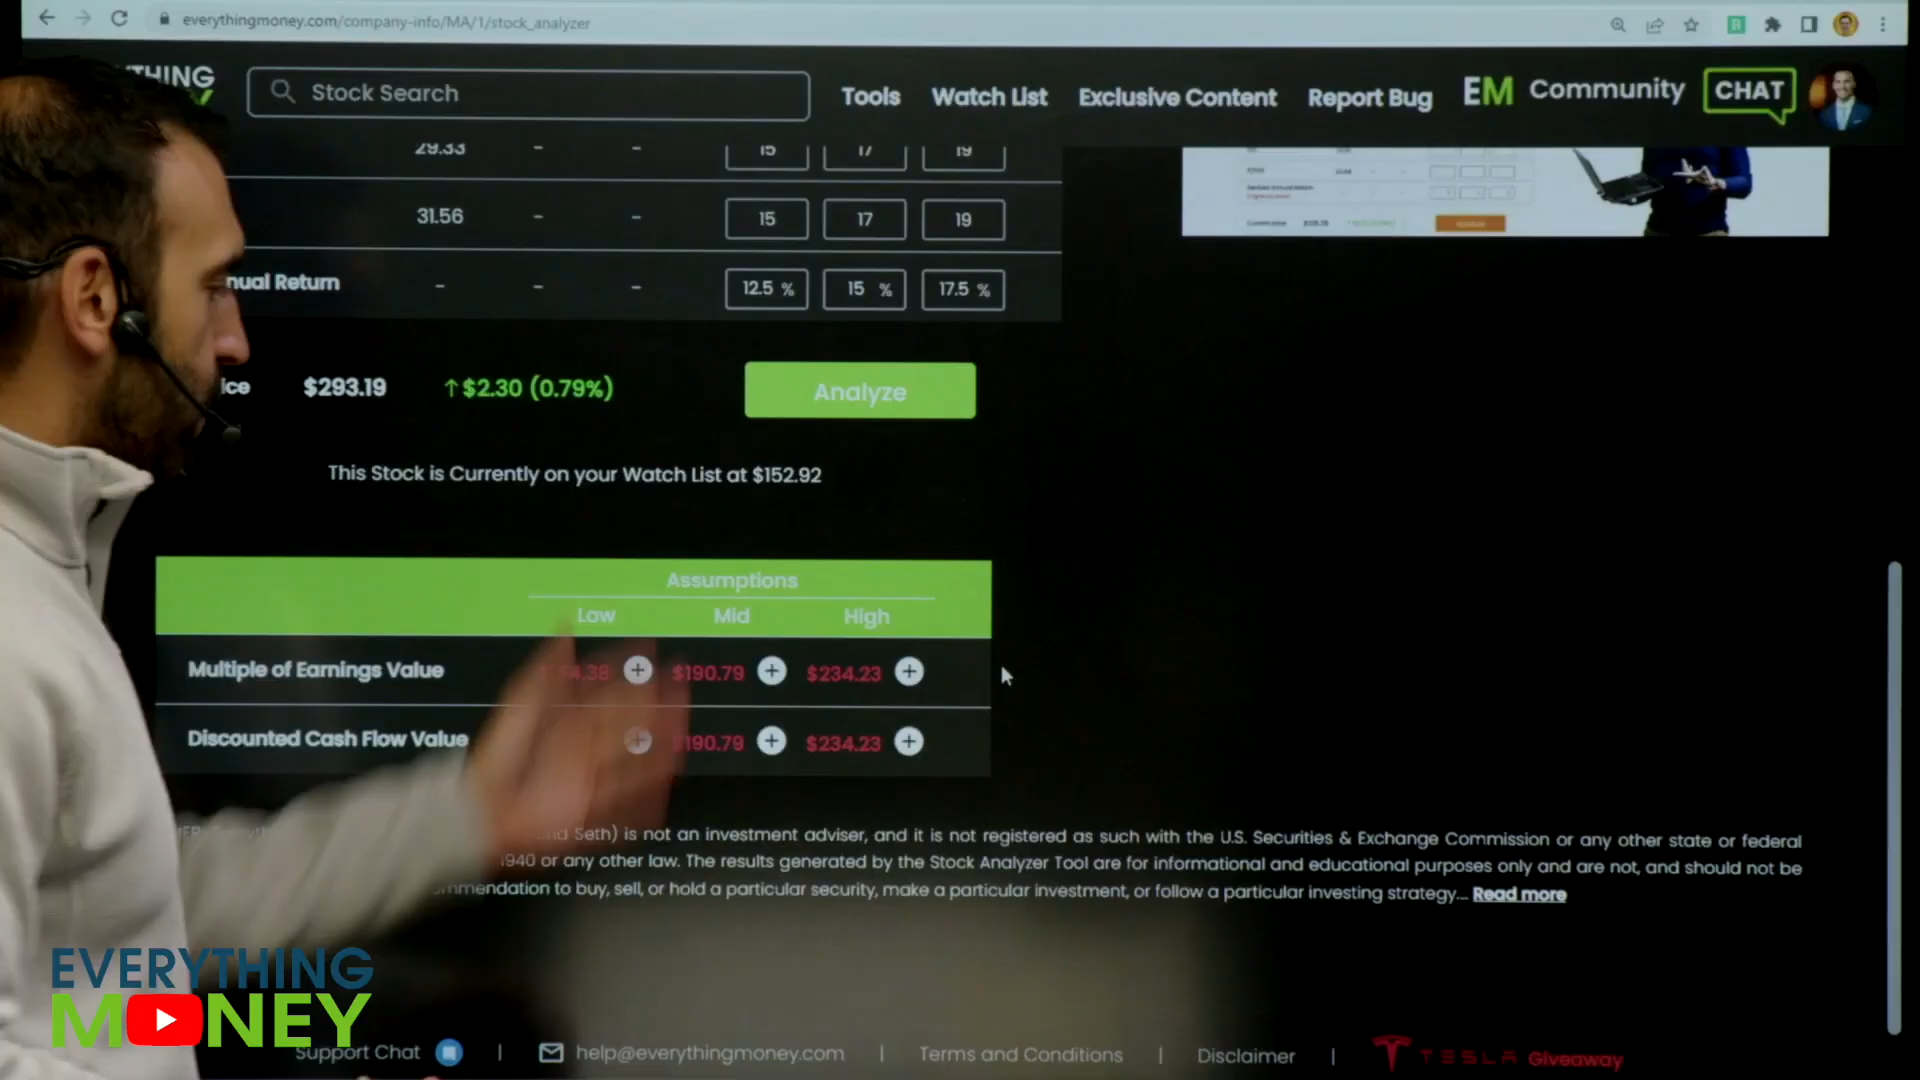 everythingmoney.com/company-info/MA/1/stock_analyzer
THING
Stock Search
Tools
Watch List
Exclusive Content
Report Bug
EM Community
CHAT
29.33 - - 15 17 19
31.56 - - 15 17 19
nual Return - - - 12.5 % 15 % 17.5 %
ice $293.19 ↑$2.30 (0.79%) Analyze
This Stock is Currently on your Watch List at $152.92
Assumptions
Low Mid High
Multiple of Earnings Value 4.38 + $190.79 + $234.23 +
Discounted Cash Flow Value + $190.79 + $234.23 +
nd Seth) is not an investment adviser, and it is not registered as such with the U.S. Securities & Exchange Commission or any other state or federal
1940 or any other law. The results generated by the Stock Analyzer Tool are for informational and educational purposes only and are not, and should not be
mmendation to buy, sell, or hold a particular security, make a particular investment, or follow a particular investing strategy... Read more
EVERYTHING
MONEY
Support Chat | help@everythingmoney.com | Terms and Conditions | Disclaimer | TESLA Giveaway